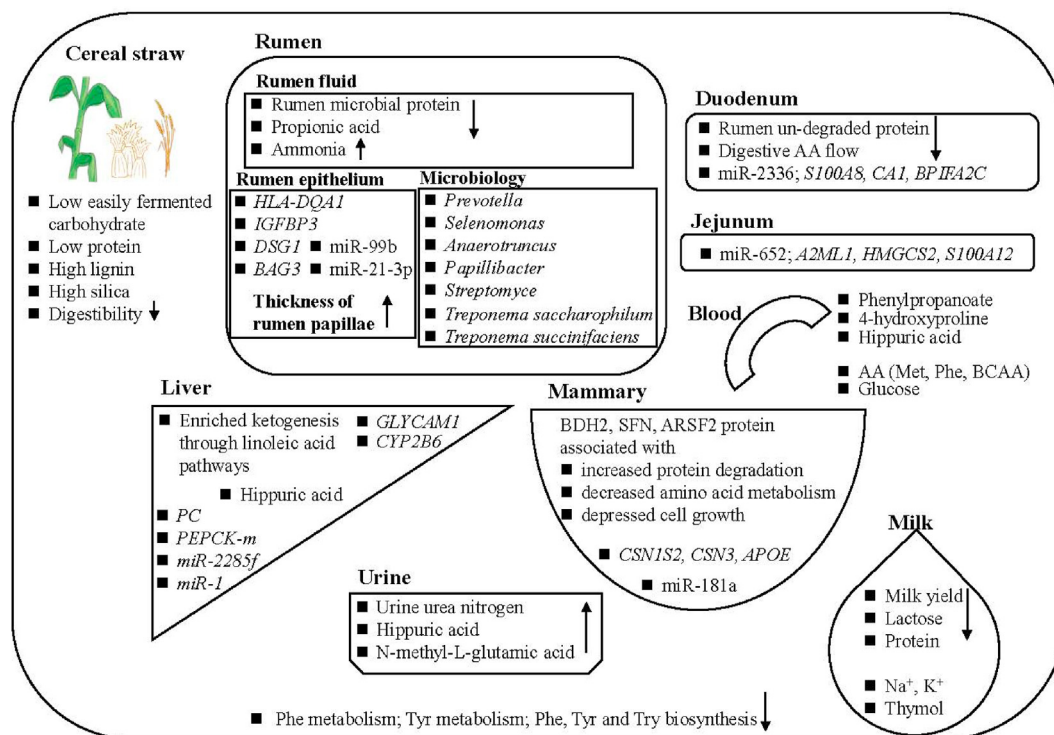 Cereal straw
■ Low easily fermented
carbohydrate
■ Low protein
■ High lignin
■ High silica
■ Digestibility ↓
Rumen
Rumen fluid
■ Rumen microbial protein
■ Propionic acid ↓
■ Ammonia ↑
Rumen epithelium
■ HLA-DQA1
■ IGFBP3
■ DSG1 ■ miR-99b
■ BAG3 ■ miR-21-3p
Thickness of
rumen papillae ↑
Microbiology
■ Prevotella
■ Selenomonas
■ Anaerotruncus
■ Papillibacter
■ Streptomyce
■ Treponema saccharophilum
■ Treponema succinifaciens
Duodenum
■ Rumen un-degraded protein
■ Digestive AA flow ↓
■ miR-2336; S100A8, CA1, BPIFA2C
Jejunum
■ miR-652; A2ML1, HMGCS2, S100A12
Blood
■ Phenylpropanoate
■ 4-hydroxyproline
■ Hippuric acid
■ AA (Met, Phe, BCAA)
■ Glucose
Liver
■ Enriched ketogenesis
through linoleic acid
pathways
■ GLYCAM1
■ CYP2B6
■ Hippuric acid
■ PC
■ PEPCK-m
■ miR-2285f
■ miR-1
Mammary
BDH2, SFN, ARSF2 protein
associated with
■ increased protein degradation
■ decreased amino acid metabolism
■ depressed cell growth
■ CSN1S2, CSN3, APOE
■ miR-181a
Urine
■ Urine urea nitrogen
■ Hippuric acid ↑
■ N-methyl-L-glutamic acid
Milk
■ Milk yield
■ Lactose ↓
■ Protein
■ Na⁺, K⁺
■ Thymol
■ Phe metabolism; Tyr metabolism; Phe, Tyr and Try biosynthesis ↓